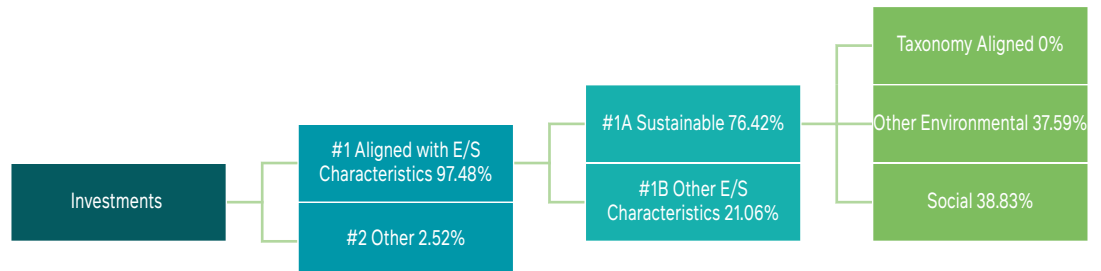 Investments
#1 Aligned with E/S
Characteristics 97.48%
#2 Other 2.52%
#1A Sustainable 76.42%
#1B Other E/S
Characteristics 21.06%
Taxonomy Aligned 0%
Other Environmental 37.59%
Social 38.83%